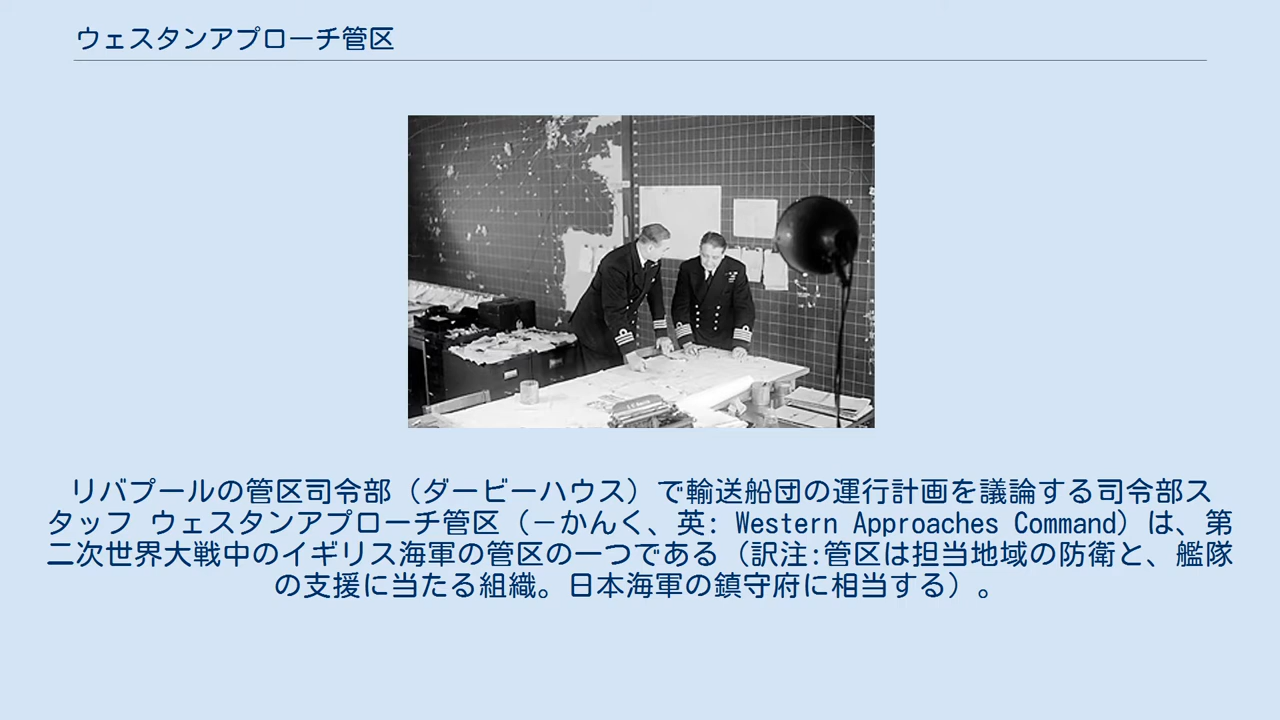 ウェスタンアプローチ管区
リバプールの管区司令部（ダービーハウス）で輸送船団の運行計画を議論する司令部ス
タッフ ウェスタンアプローチ管区（－かんく、英: Western Approaches Command）は、第
二次世界大戦中のイギリス海軍の管区の一つである（訳注:管区は担当地域の防衛と、艦隊
の支援に当たる組織。日本海軍の鎮守府に相当する）。